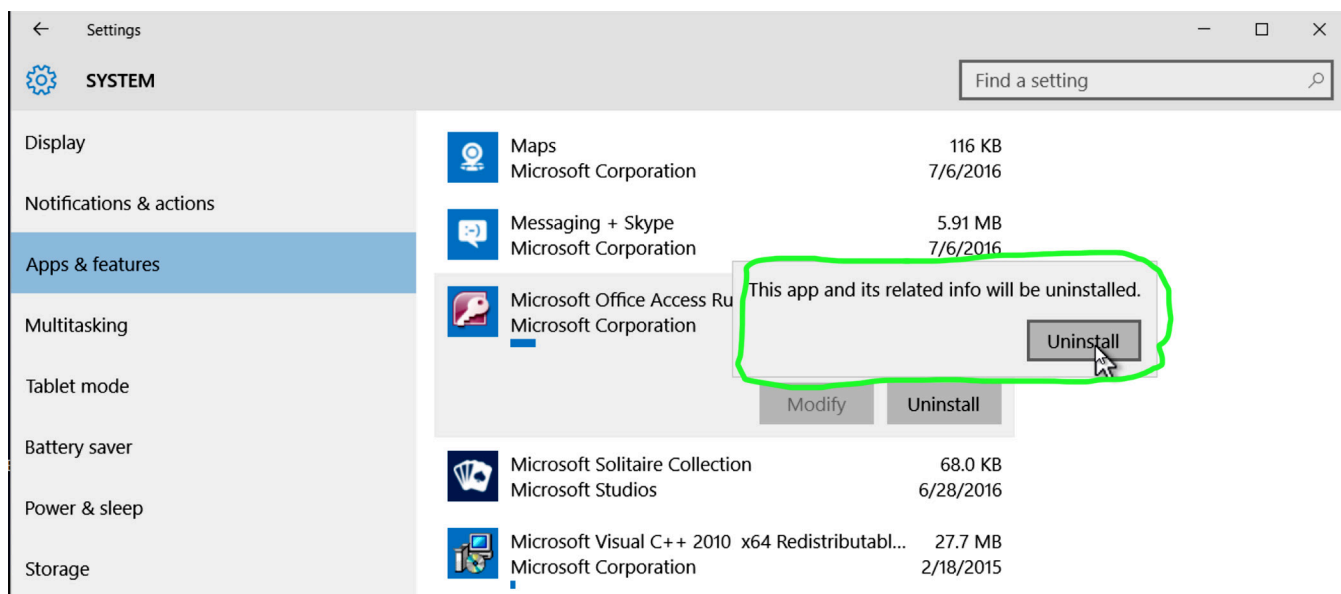 Settings
SYSTEM
Find a setting
Display
Notifications & actions
Apps & features
Multitasking
Tablet mode
Battery saver
Power & sleep
Storage
Maps 116 KB
Microsoft Corporation 7/6/2016
Messaging + Skype 5.91 MB
Microsoft Corporation 7/6/2016
Microsoft Office Access Ru
Microsoft Corporation
This app and its related info will be uninstalled.
Uninstall
Modify Uninstall
Microsoft Solitaire Collection 68.0 KB
Microsoft Studios 6/28/2016
Microsoft Visual C++ 2010 x64 Redistributabl... 27.7 MB
Microsoft Corporation 2/18/2015